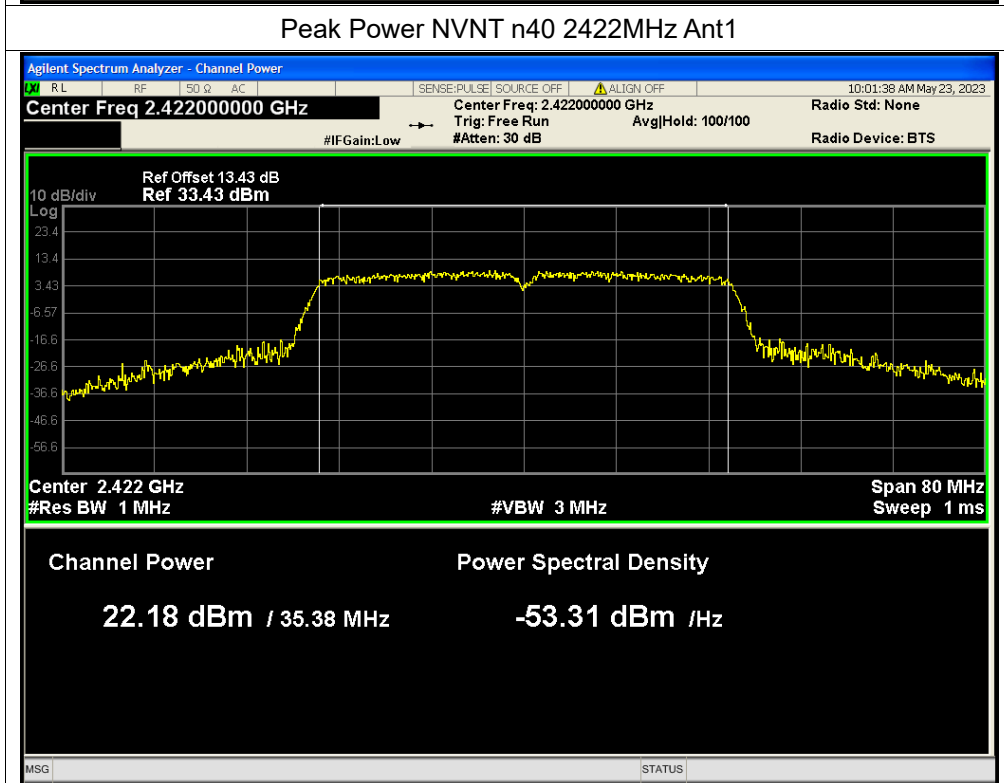 Peak Power NVNT n40 2422MHz Ant1
Agilent Spectrum Analyzer - Channel Power
LXI RL RF 50 Ω AC SENSE:PULSE SOURCE OFF ALIGN OFF 10:01:38 AM May 23, 2023
Center Freq 2.422000000 GHz Center Freq: 2.422000000 GHz Radio Std: None
Trig: Free Run Avg|Hold: 100/100
#IFGain:Low #Atten: 30 dB Radio Device: BTS
Ref Offset 13.43 dB
10 dB/div Ref 33.43 dBm
Log
23.4
13.4
3.43
-6.57
-16.6
-26.6
-36.6
-46.6
-56.6
Center 2.422 GHz Span 80 MHz
#Res BW 1 MHz #VBW 3 MHz Sweep 1 ms
Channel Power Power Spectral Density
22.18 dBm / 35.38 MHz -53.31 dBm /Hz
MSG STATUS